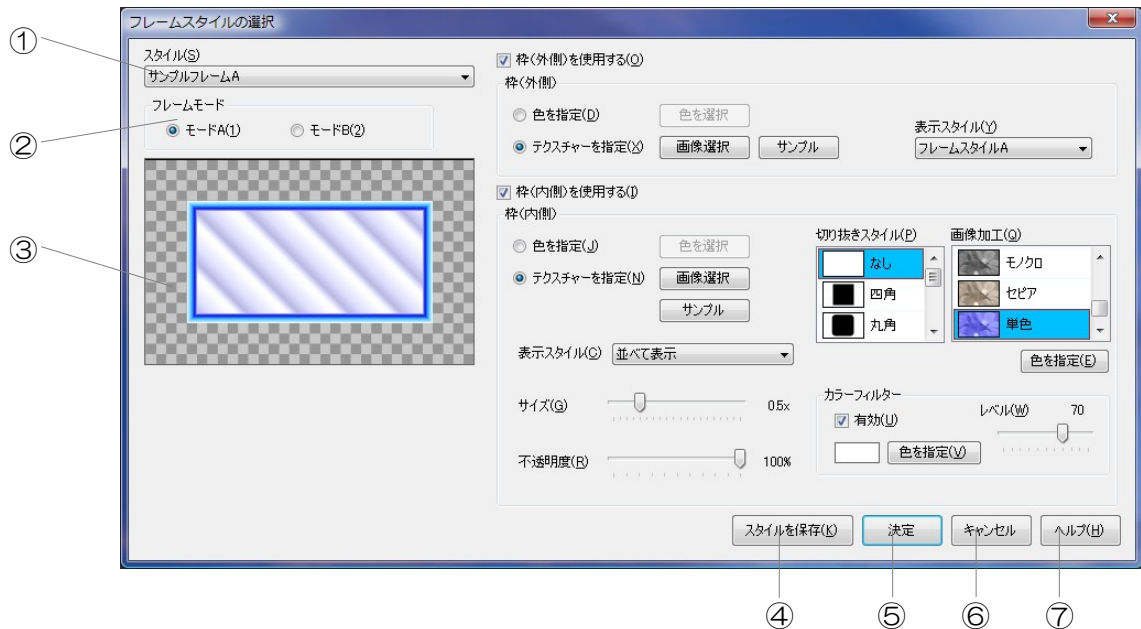 フレームスタイルの選択
①
スタイル(S)
サンプルフレームA
フレームモード
②
モードA(1) モードB(2)
③
枠(外側)を使用する(O)
枠(外側)
色を指定(D) 色を選択
テクスチャーを指定(X) 画像選択 サンプル
表示スタイル(Y)
フレームスタイルA
枠(内側)を使用する(I)
枠(内側)
色を指定(J) 色を選択
テクスチャーを指定(N) 画像選択
サンプル
切り抜きスタイル(P)
なし
四角
丸角
画像加工(Q)
モノクロ
セピア
単色
色を指定(E)
表示スタイル(C) 並べて表示
サイズ(G) 0.5x
不透明度(R) 100%
カラーフィルター
有効(U)
レベル(W) 70
色を指定(V)
スタイルを保存(K) 決定 キャンセル ヘルプ(H)
④ ⑤ ⑥ ⑦